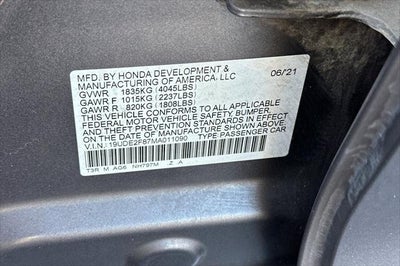 MFD. BY HONDA DEVELOPMENT & 06/21
MANUFACTURING OF AMERICA, LLC
GVWR 1835KG (4045LBS)
GAWR F 1015KG (2237LBS)
GAWR R 820KG (1808LBS)
THIS VEHICLE CONFORMS TO ALL APPLICABLE
FEDERAL MOTOR VEHICLE SAFETY, BUMPER,
AND THEFT PREVENTION STANDARDS IN EFFECT
ON THE DATE OF MANUFACTURE SHOWN ABOVE.
V.I.N.: 19UDE2F87MA011090 TYPE PASSENGER CAR
T3R M A06 NH797M 2 A